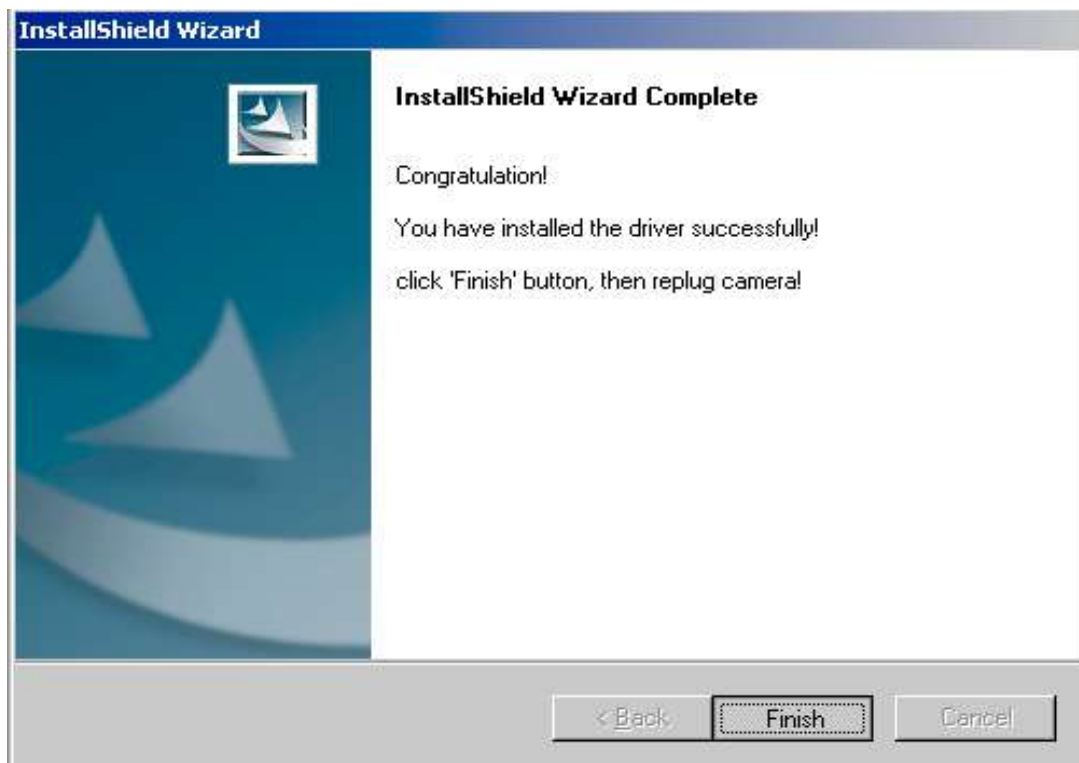 InstallShield Wizard
InstallShield Wizard Complete
Congratulation!
You have installed the driver successfully!
click 'Finish' button, then replug camera!
< Back
Finish
Cancel